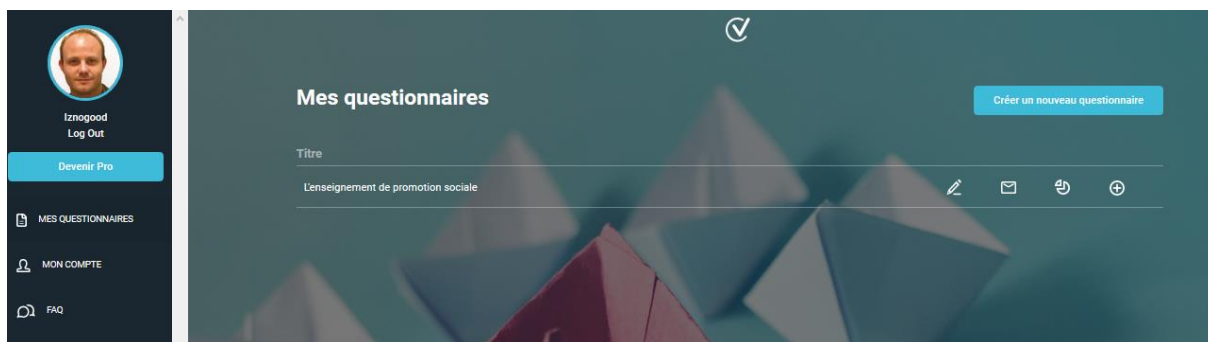 Iznogood
Log Out
Devenir Pro
MES QUESTIONNAIRES
MON COMPTE
FAQ
Mes questionnaires
Créer un nouveau questionnaire
Titre
L'enseignement de promotion sociale